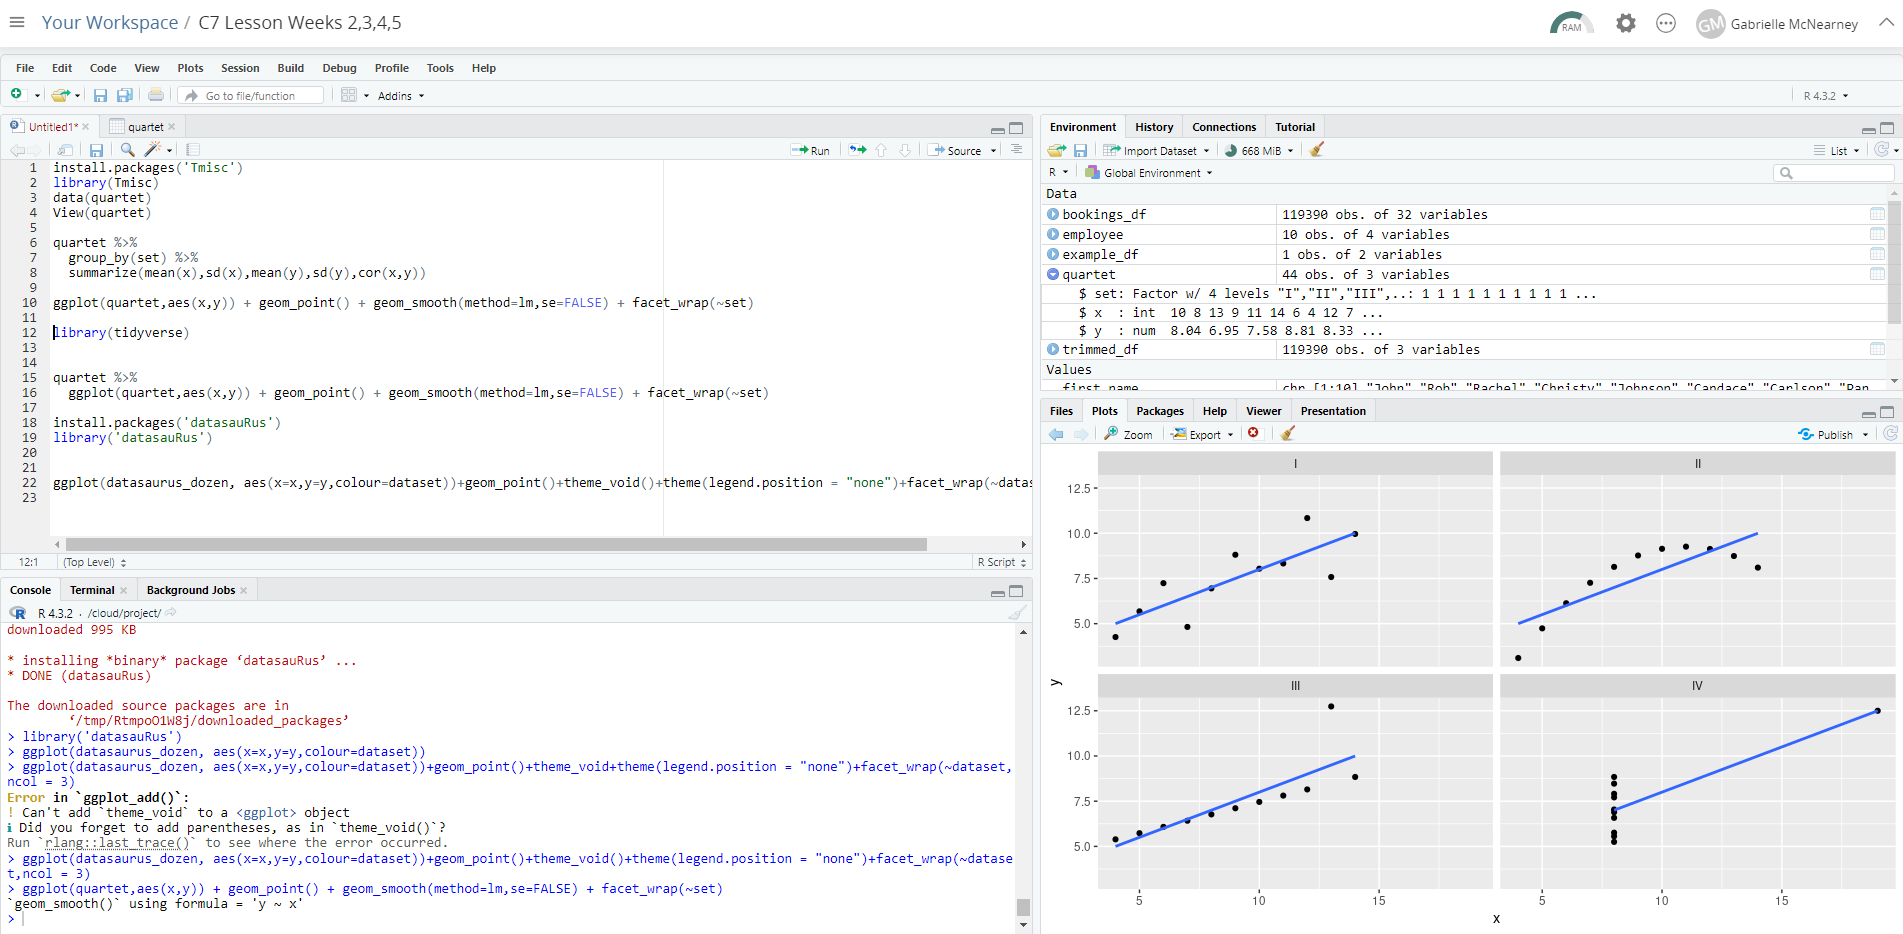 Your Workspace / C7 Lesson Weeks 2,3,4,5
RAM
GM Gabrielle McNearney
File Edit Code View Plots Session Build Debug Profile Tools Help
Go to file/function
Addins
R 4.3.2
Untitled1*
quartet
Run
Source
1 install.packages('Tmisc')
2 library(Tmisc)
3 data(quartet)
4 View(quartet)
5
6 quartet %>%
7 group_by(set) %>%
8 summarize(mean(x),sd(x),mean(y),sd(y),cor(x,y))
9
10 ggplot(quartet,aes(x,y)) + geom_point() + geom_smooth(method=lm,se=FALSE) + facet_wrap(~set)
11
12 library(tidyverse)
13
14
15 quartet %>%
16 ggplot(quartet,aes(x,y)) + geom_point() + geom_smooth(method=lm,se=FALSE) + facet_wrap(~set)
17
18 install.packages('datasauRus')
19 library('datasauRus')
20
21
22 ggplot(datasaurus_dozen, aes(x=x,y=y,colour=dataset))+geom_point()+theme_void()+theme(legend.position = "none")+facet_wrap(~datas
23
12:1 (Top Level) R Script
Console Terminal Background Jobs
R 4.3.2 · /cloud/project/
downloaded 995 KB
* installing *binary* package ‘datasauRus’ ...
* DONE (datasauRus)
The downloaded source packages are in
‘/tmp/RtmpoO1W8j/downloaded_packages’
> library('datasauRus')
> ggplot(datasaurus_dozen, aes(x=x,y=y,colour=dataset))
> ggplot(datasaurus_dozen, aes(x=x,y=y,colour=dataset))+geom_point()+theme_void+theme(legend.position = "none")+facet_wrap(~dataset,
ncol = 3)
Error in `ggplot_add()`:
! Can't add `theme_void` to a <ggplot> object
ℹ Did you forget to add parentheses, as in `theme_void()`?
Run `rlang::last_trace()` to see where the error occurred.
> ggplot(datasaurus_dozen, aes(x=x,y=y,colour=dataset))+geom_point()+theme_void()+theme(legend.position = "none")+facet_wrap(~datase
t,ncol = 3)
> ggplot(quartet,aes(x,y)) + geom_point() + geom_smooth(method=lm,se=FALSE) + facet_wrap(~set)
`geom_smooth()` using formula = 'y ~ x'
>
Environment History Connections Tutorial
Import Dataset
668 MiB
List
R
Global Environment
Data
bookings_df 119390 obs. of 32 variables
employee 10 obs. of 4 variables
example_df 1 obs. of 2 variables
quartet 44 obs. of 3 variables
$ set: Factor w/ 4 levels "I","II","III",..: 1 1 1 1 1 1 1 1 1 1 ...
$ x : int 10 8 13 9 11 14 6 4 12 7 ...
$ y : num 8.04 6.95 7.58 8.81 8.33 ...
trimmed_df 119390 obs. of 3 variables
Values
first_name chr [1:10] "John" "Rob" "Rachel" "Christy" "Johnson" "Candace" "Carlson" "Pan
Files Plots Packages Help Viewer Presentation
Zoom
Export
Publish
I II
12.5
10.0
7.5
5.0
y
III IV
12.5
10.0
7.5
5.0
5 10 15 5 10 15
x